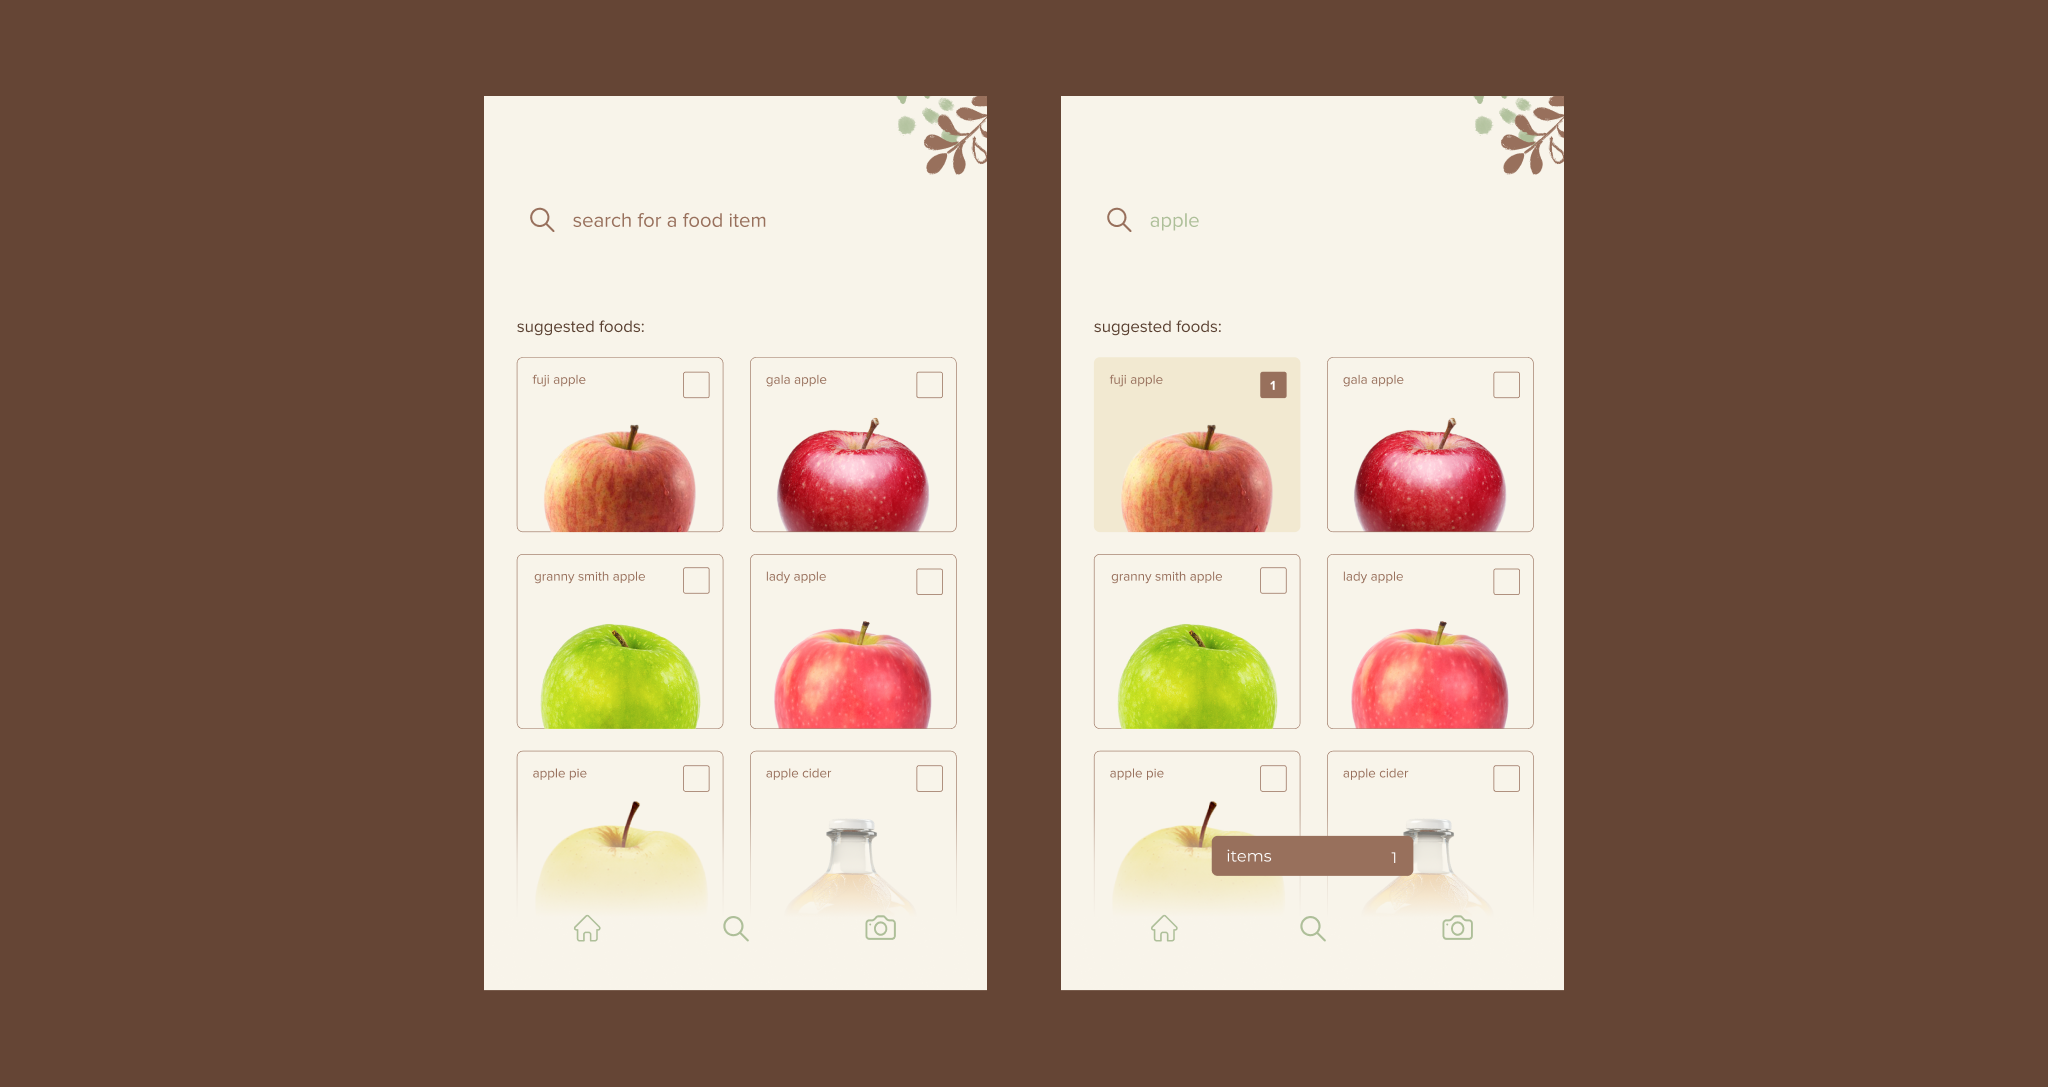 search for a food item
suggested foods:
fuji apple
gala apple
granny smith apple
lady apple
apple pie
apple cider
apple
suggested foods:
fuji apple
1
gala apple
granny smith apple
lady apple
apple pie
apple cider
items 1